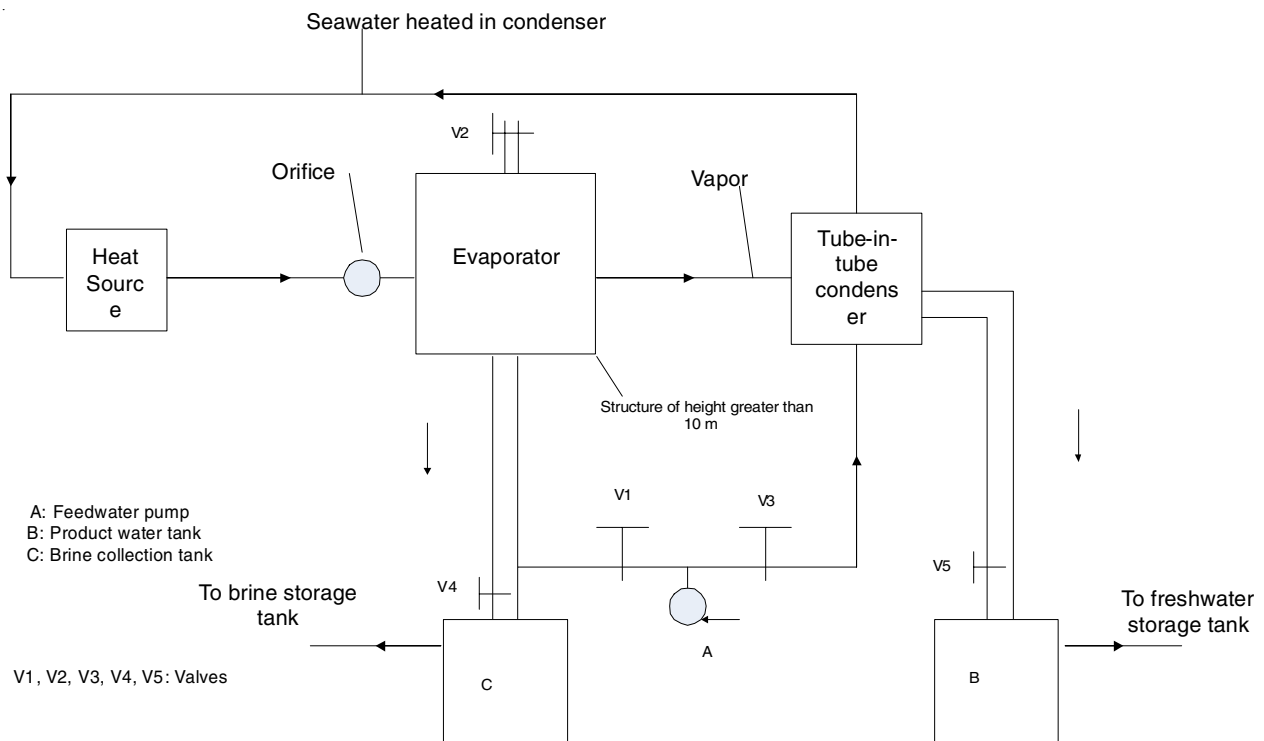 Seawater heated in condenser
V2
Orifice
Vapor
Heat
Sourc
e
Evaporator
Tube-in-
tube
condens
er
Structure of height greater than
10 m
V1
V3
A: Feedwater pump
B: Product water tank
C: Brine collection tank
V4
V5
To brine storage
tank
To freshwater
storage tank
A
V1, V2, V3, V4, V5: Valves
C
B